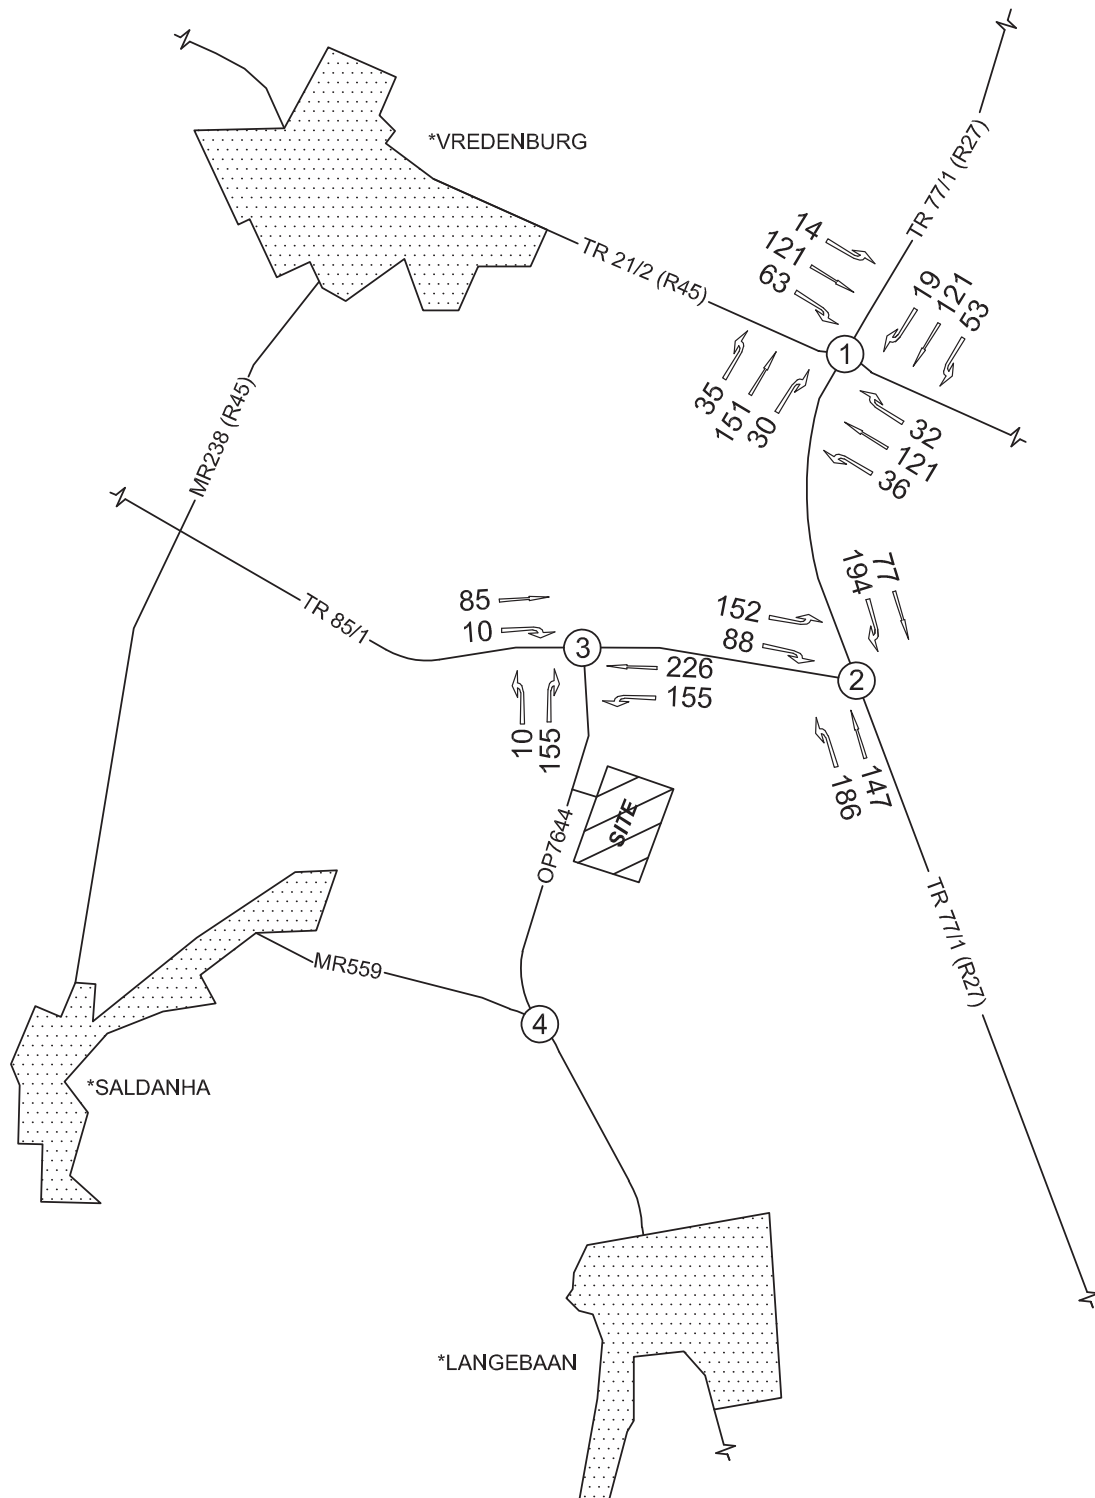 *VREDENBURG
TR 77/1 (R27)
TR 21/2 (R45)
14
121
63
19
121
53
1
35
151
30
32
121
36
MR238 (R45)
TR 85/1
85
10
3
152
88
194
77
2
226
155
10
155
186
147
SITE
OP7644
TR 77/1 (R27)
MR559
4
*SALDANHA
*LANGEBAAN